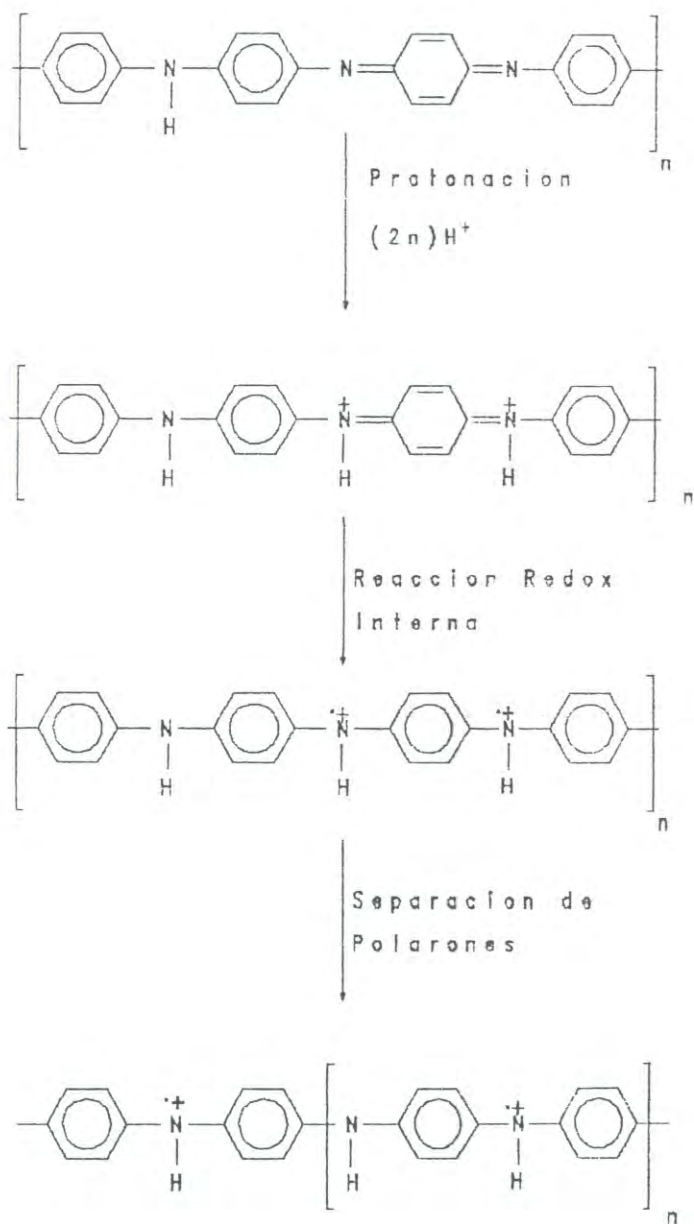 N N N
H
n
Protonacion
(2n)H+
N N+ N+
H H H
n
Reaccion Redox
Interna
N ·N+ ·N+
H H H
n
Separacion de
Polarones
·+ ·+
N N N
H H H
n